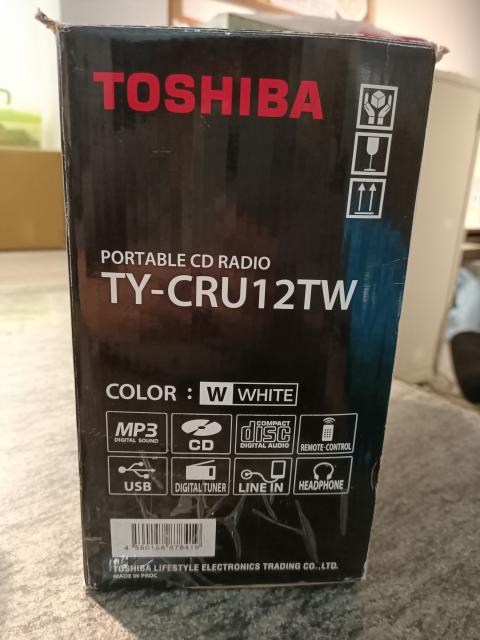 TOSHIBA
PORTABLE CD RADIO
TY-CRU12TW
COLOR : W WHITE
MP3 DIGITAL SOUND
CD
COMPACT disc DIGITAL AUDIO
REMOTE-CONTROL
USB
DIGITAL TUNER
LINE IN
HEADPHONE
TOSHIBA LIFESTYLE ELECTRONICS TRADING CO.,LTD.
MADE IN PROC